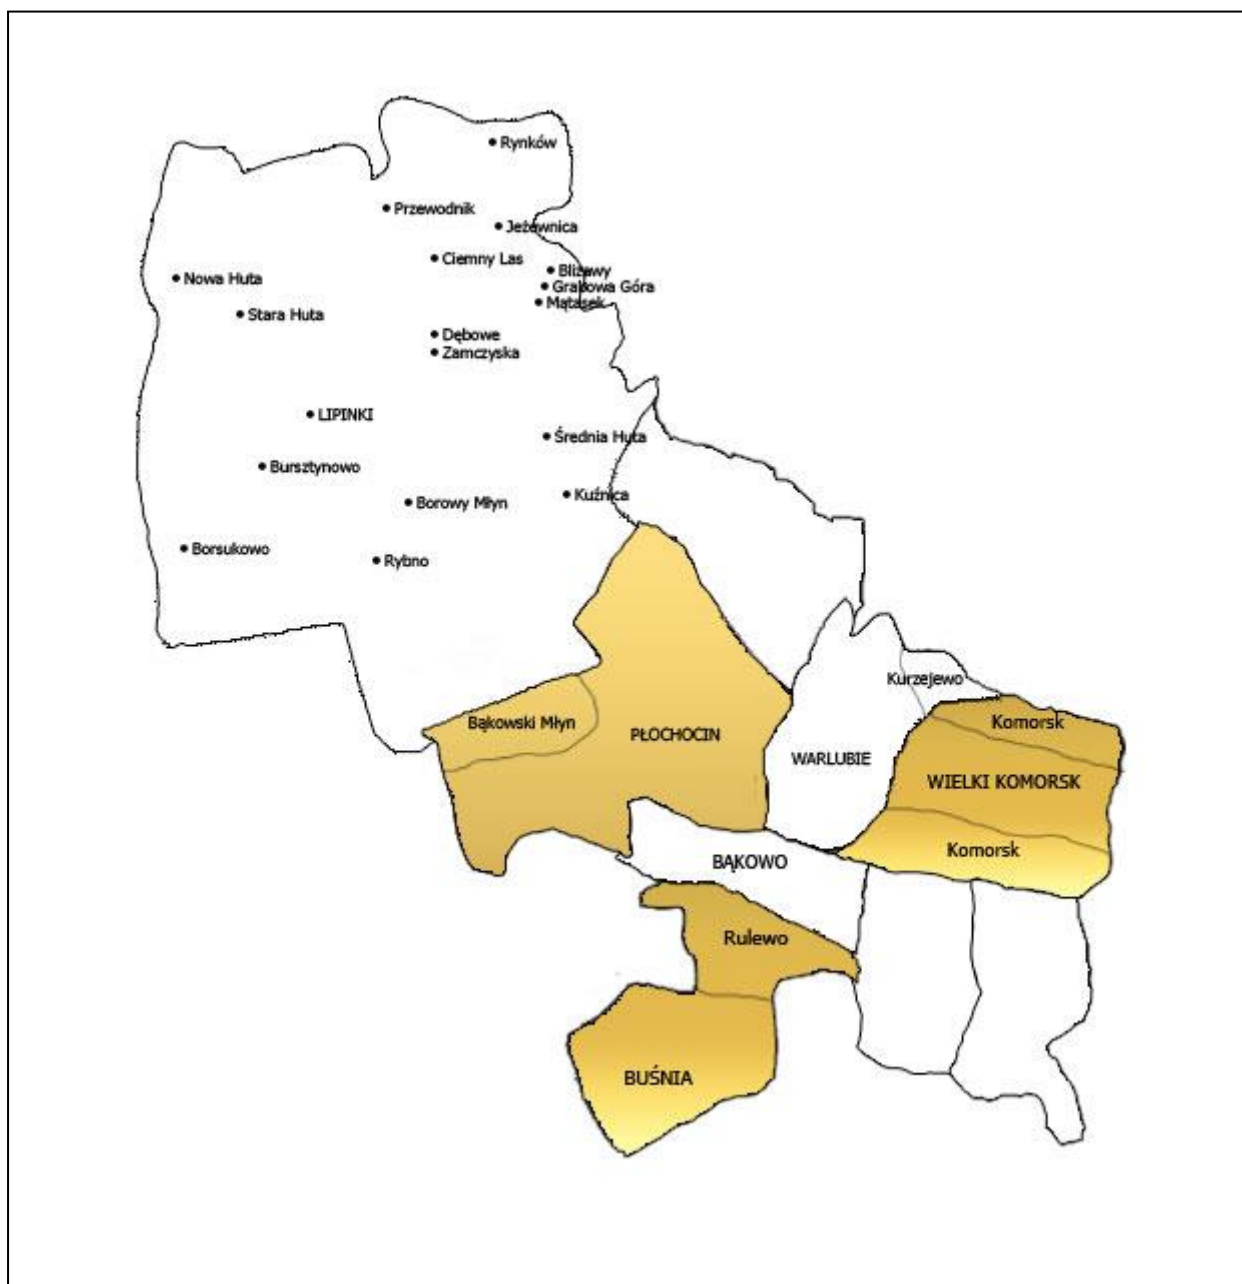 Rynków
Przewodnik
Jeżewnica
Ciemny Las
Bliżawy
Nowa Huta
Grabowa Góra
Mątasek
Stara Huta
Dębowe
Zamczyska
LIPINKI
Średnia Huta
Bursztynowo
Kuźnica
Borowy Młyn
Borsukowo
Rybno
Kurzejewo
Bąkowski Młyn
Komorsk
PŁOCHOCIN
WARLUBIE
WIELKI KOMORSK
Komorsk
BĄKOWO
Rulewo
BUŚNIA